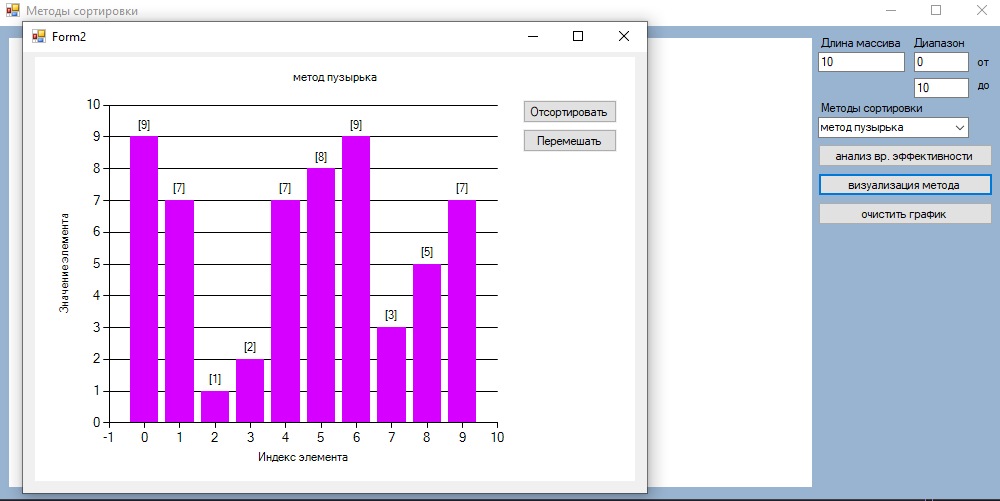 Методы сортировки
Form2
метод пузырька
10
9
8
7
6
5
4
3
2
1
0
Значение элемента
[9]
[7]
[1]
[2]
[7]
[8]
[9]
[3]
[5]
[7]
-1 0 1 2 3 4 5 6 7 8 9 10
Индекс элемента
Отсортировать
Перемешать
Длина массива Диапазон
10 0 от
10 до
Методы сортировки
метод пузырька
анализ вр. эффективности
визуализация метода
очистить график